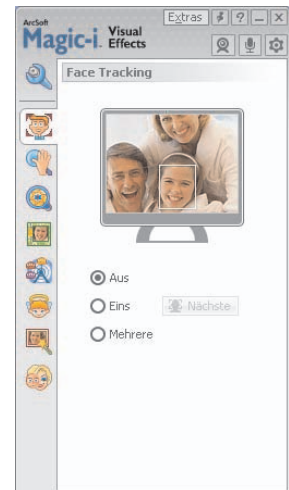 Extras ? _ X
ArcSoft
Magic-i. Visual
Effects
Face Tracking
Aus
Eins Nächste
Mehrere